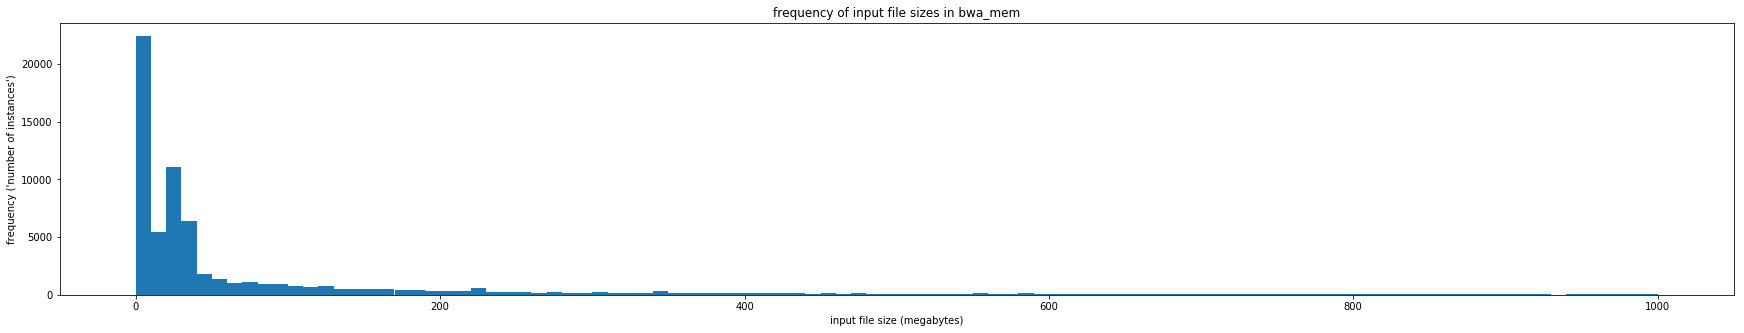 frequency of input file sizes in bwa_mem
frequency ('number of instances')
20000
15000
10000
5000
0
0 200 400 600 800 1000
input file size (megabytes)